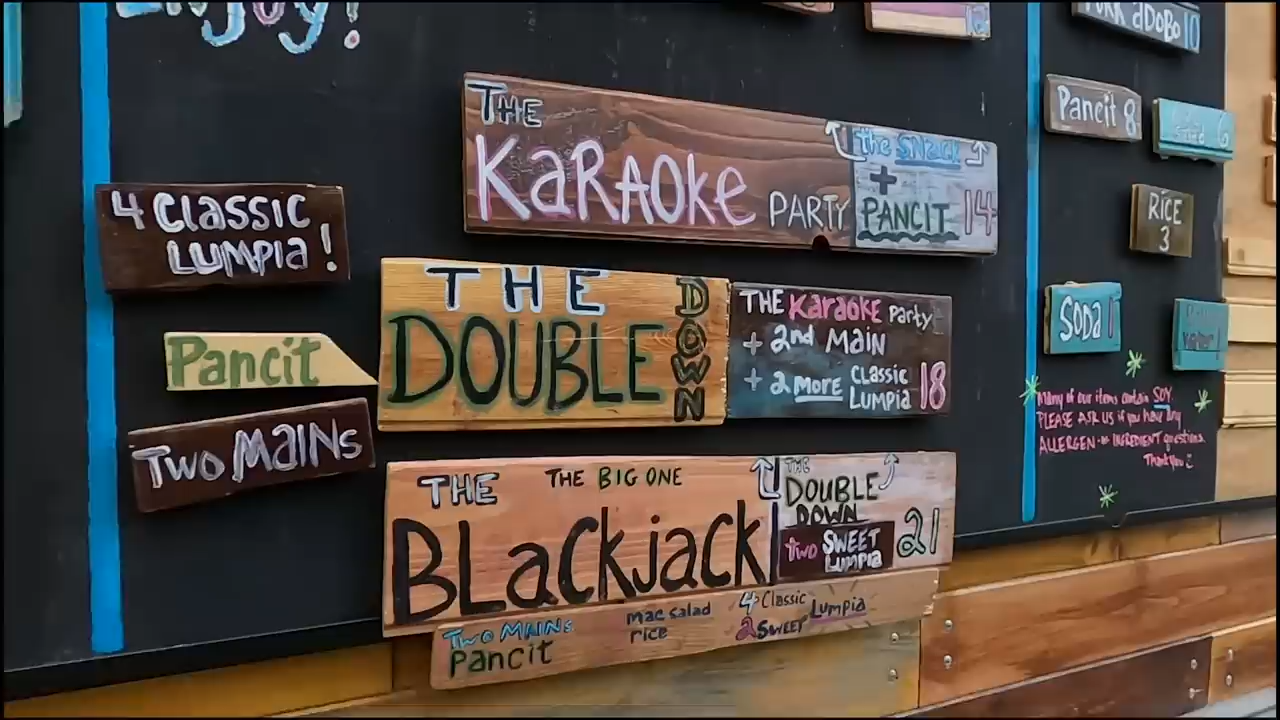 Enjoy!
4 Classic
Lumpia!
Pancit
Two Mains
THE
KaRAOke PARTY
the SNACK
+
PANCIT 14
THE
DOUBLE
DOWN
THE KaraOKE Party
+ 2nd Main
+ 2 More Classic
Lumpia 18
THE THE BIG ONE
BLackjack
THE
DOUBLE
DOWN
two SWEET
Lumpia
21
Two MAINS
Pancit
mac salad
rice
4 Classic Lumpia
2 SWEET
adobo 10
Pancit 8
6
RICE
3
SODA 1
Many of our items contain SOY.
PLEASE ASK US if you have any
ALLERGEN or INGREDIENT questions.
Thank you